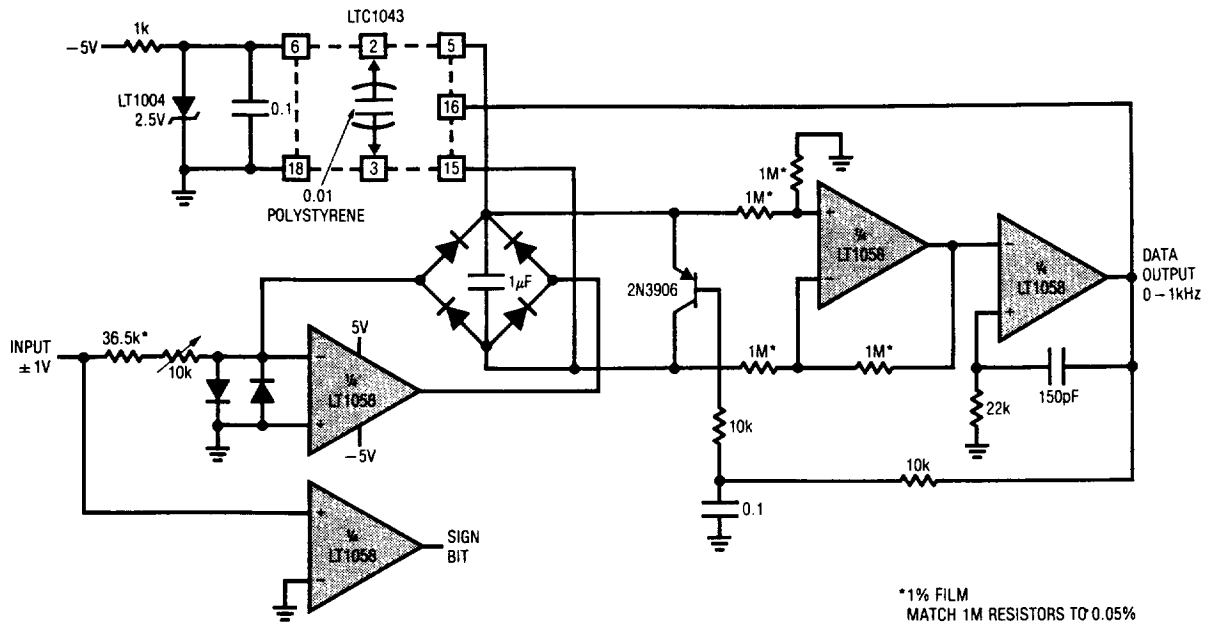 LTC1043
1k
−5V
6
2
5
LT1004
2.5V
0.1
16
18
3
15
0.01
POLYSTYRENE
1M*
1M*
+
¼
LT1058
−
−
¼
LT1058
+
DATA
OUTPUT
0 – 1kHz
1µF
2N3906
INPUT
± 1V
36.5k*
10k
5V
−
¼
LT1058
+
−5V
1M*
1M*
150pF
22k
10k
10k
0.1
+
¼
LT1058
−
SIGN
BIT
*1% FILM
MATCH 1M RESISTORS TO 0.05%